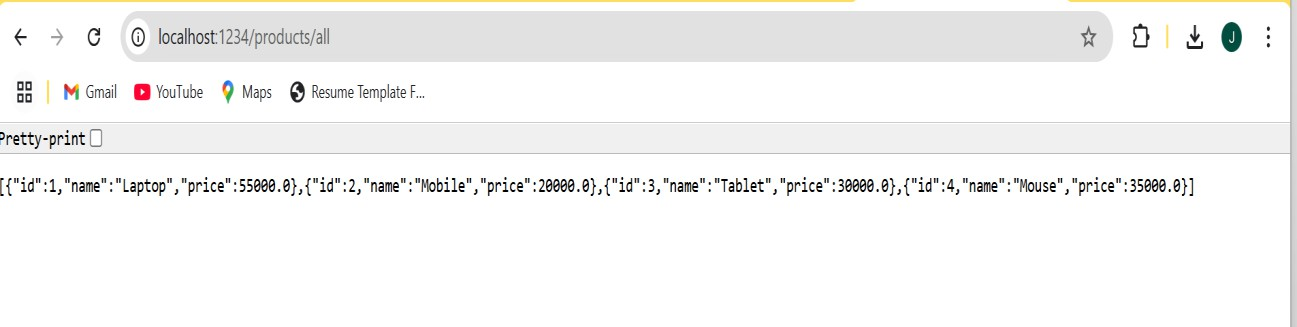 localhost:1234/products/all
J
Gmail YouTube Maps Resume Template F...
Pretty-print
[{"id":1,"name":"Laptop","price":55000.0},{"id":2,"name":"Mobile","price":20000.0},{"id":3,"name":"Tablet","price":30000.0},{"id":4,"name":"Mouse","price":35000.0}]